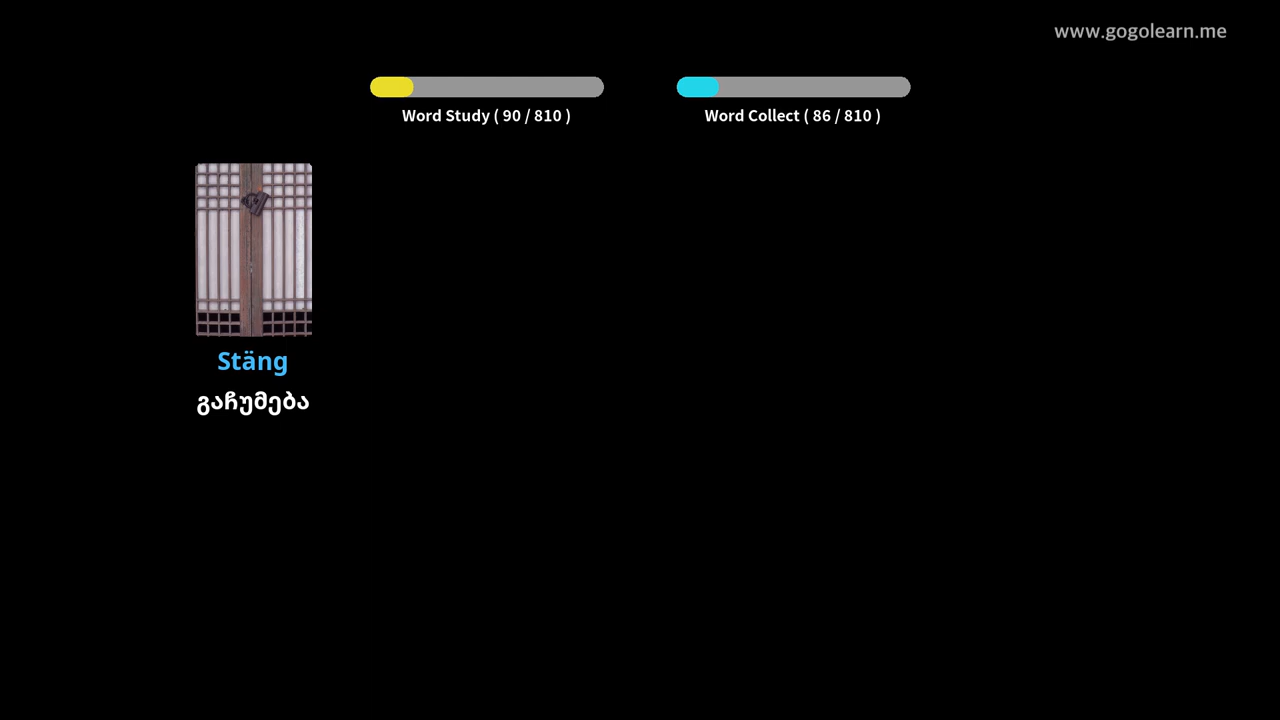 www.gogolearn.me
Word Study ( 90 / 810 )
Word Collect ( 86 / 810 )
Stäng
გაჩუმება